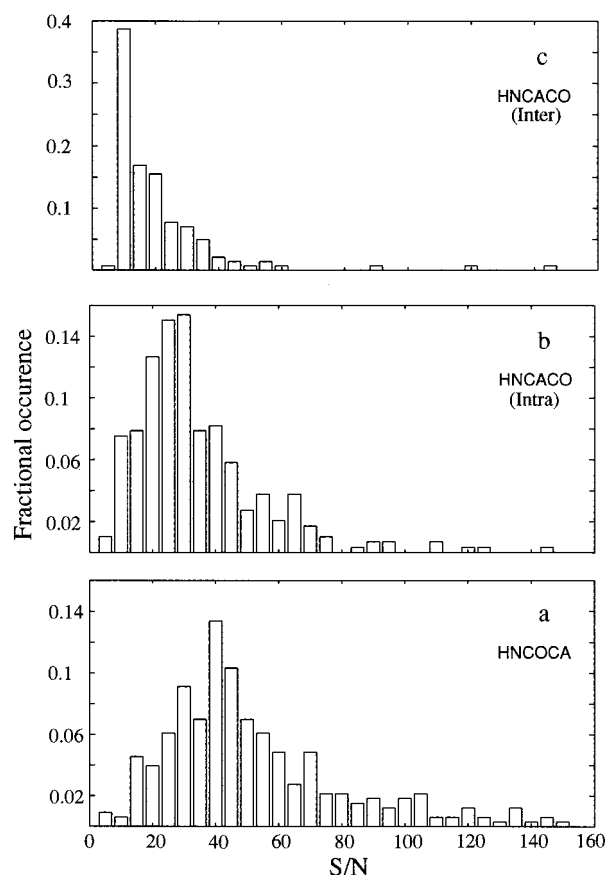 0.4
c
0.3
HNCACO
(Inter)
0.2
0.1
Fractional occurence
0.14
b
0.1
HNCACO
(Intra)
0.06
0.02
0.14
a
0.1
HNCOCA
0.06
0.02
0 20 40 60 80 100 120 140 160
S/N